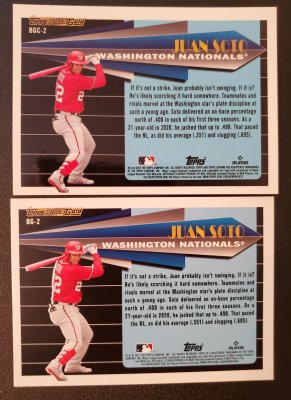 Topps Black Gold
BGC-2
JUAN SOTO
WASHINGTON NATIONALS®
If it's not a strike, Juan probably isn't swinging. If it is?
He's likely scorching it hard somewhere. Teammates and
rivals marvel at the Washington star's plate discipline at
such a young age. Soto delivered an on-base percentage
north of .400 in each of his first three seasons. As a
21-year-old in 2020, he jacked that up to .490. That paced
the NL, as did his average (.351) and slugging (.695).
Topps
Topps Black Gold
BG-2
JUAN SOTO
WASHINGTON NATIONALS®
If it's not a strike, Juan probably isn't swinging. If it is?
He's likely scorching it hard somewhere. Teammates and
rivals marvel at the Washington star's plate discipline at
such a young age. Soto delivered an on-base percentage
north of .400 in each of his first three seasons. As a
21-year-old in 2020, he jacked that up to .490. That paced
the NL, as did his average (.351) and slugging (.695).
Topps